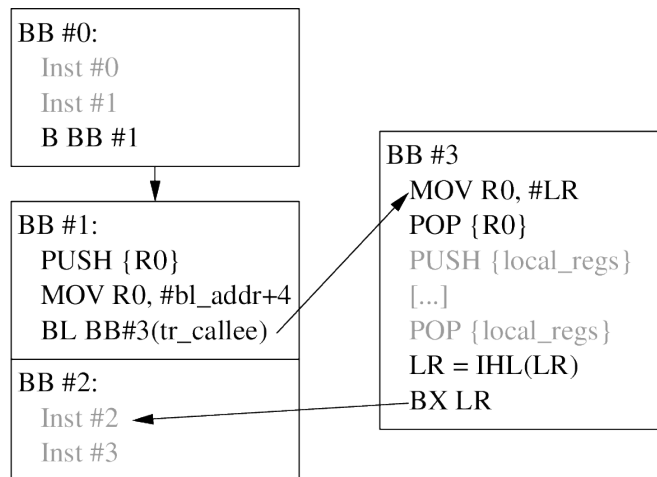 BB #0:
Inst #0
Inst #1
B BB #1
BB #1:
PUSH {R0}
MOV R0, #bl_addr+4
BL BB#3(tr_callee)
BB #2:
Inst #2
Inst #3
BB #3
MOV R0, #LR
POP {R0}
PUSH {local_regs}
[...]
POP {local_regs}
LR = IHL(LR)
BX LR